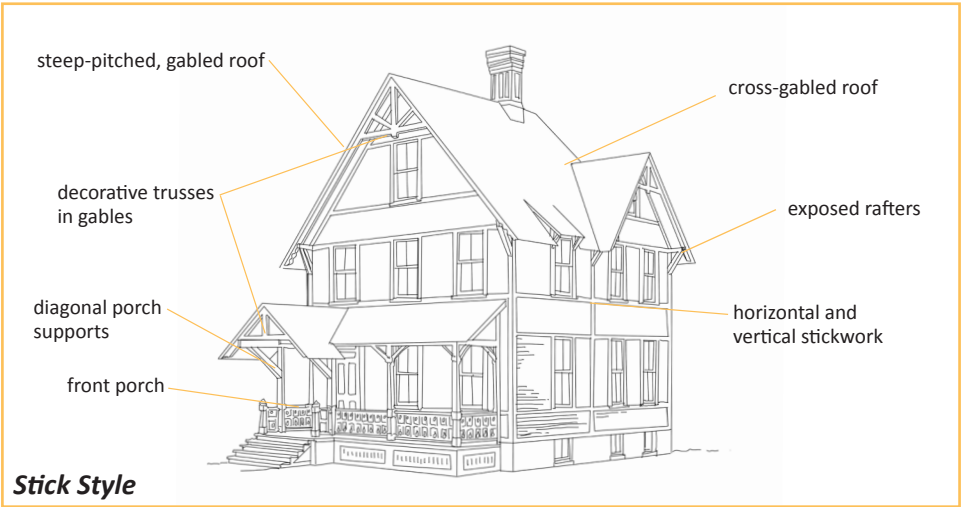 steep-pitched, gabled roof
cross-gabled roof
decorative trusses
in gables
exposed rafters
diagonal porch
supports
horizontal and
vertical stickwork
front porch
Stick Style